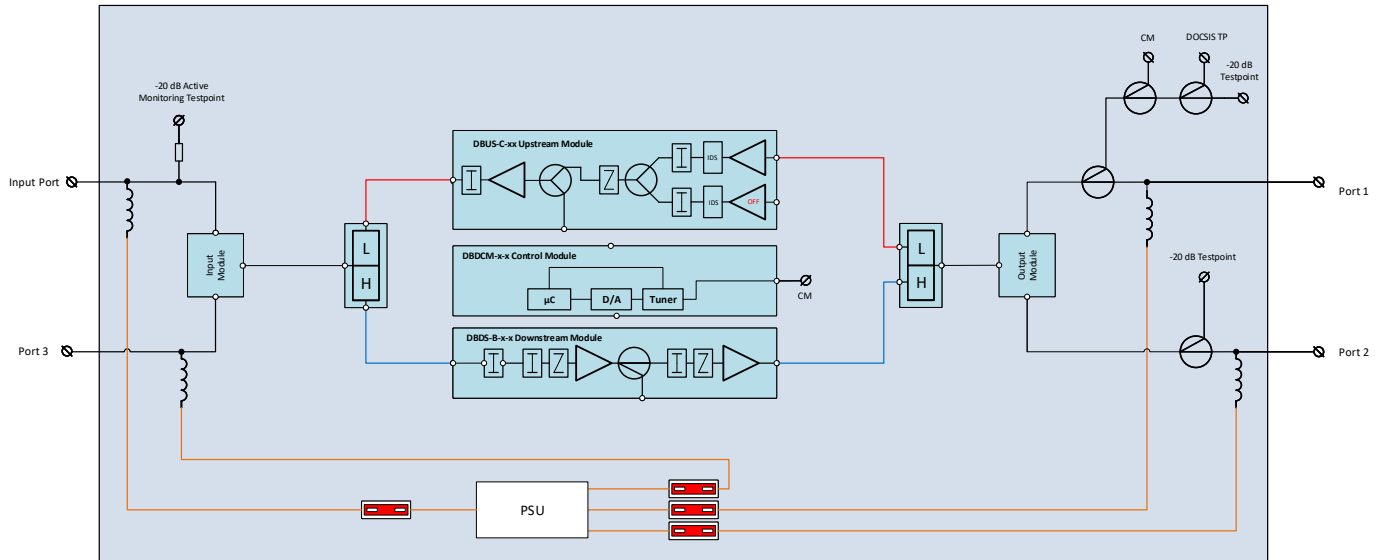 CM
DOCSIS TP
-20 dB
Testpoint
-20 dB Active
Monitoring Testpoint
DBUS-C-xx Upstream Module
IDS
Z
IDS
OFF
Input Port
Port 1
L
H
Input
Module
DBDCM-x-x Control Module
µC
D/A
Tuner
CM
L
H
Output
Module
-20 dB Testpoint
DBDS-B-x-x Downstream Module
Z
Z
Port 3
Port 2
PSU